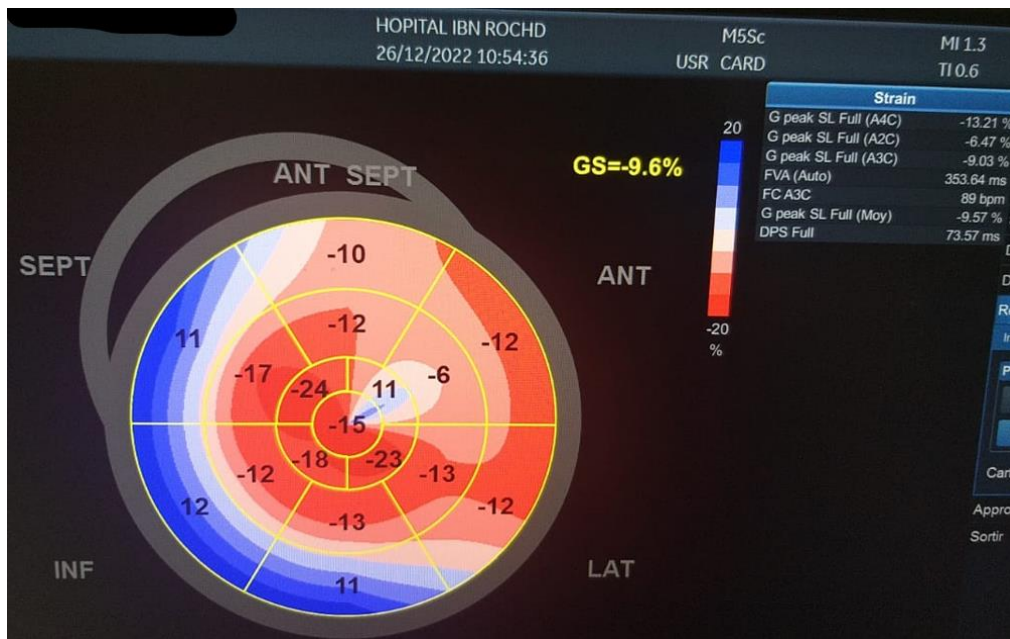 HOPITAL IBN ROCHD
26/12/2022 10:54:36
M5Sc
USR CARD
MI 1.3
TI 0.6
Strain
G peak SL Full (A4C) -13.21 %
G peak SL Full (A2C) -6.47 %
G peak SL Full (A3C) -9.03 %
FVA (Auto) 353.64 ms
FC A3C 89 bpm
G peak SL Full (Moy) -9.57 %
DPS Full 73.57 ms
GS=-9.6%
20
-20
%
ANT SEPT
SEPT
ANT
-10
11
-12
-12
-17
-6
-24
11
-15
-12
-18
-23
-13
12
-13
-12
11
INF
LAT
D
D
Appro
Sortir